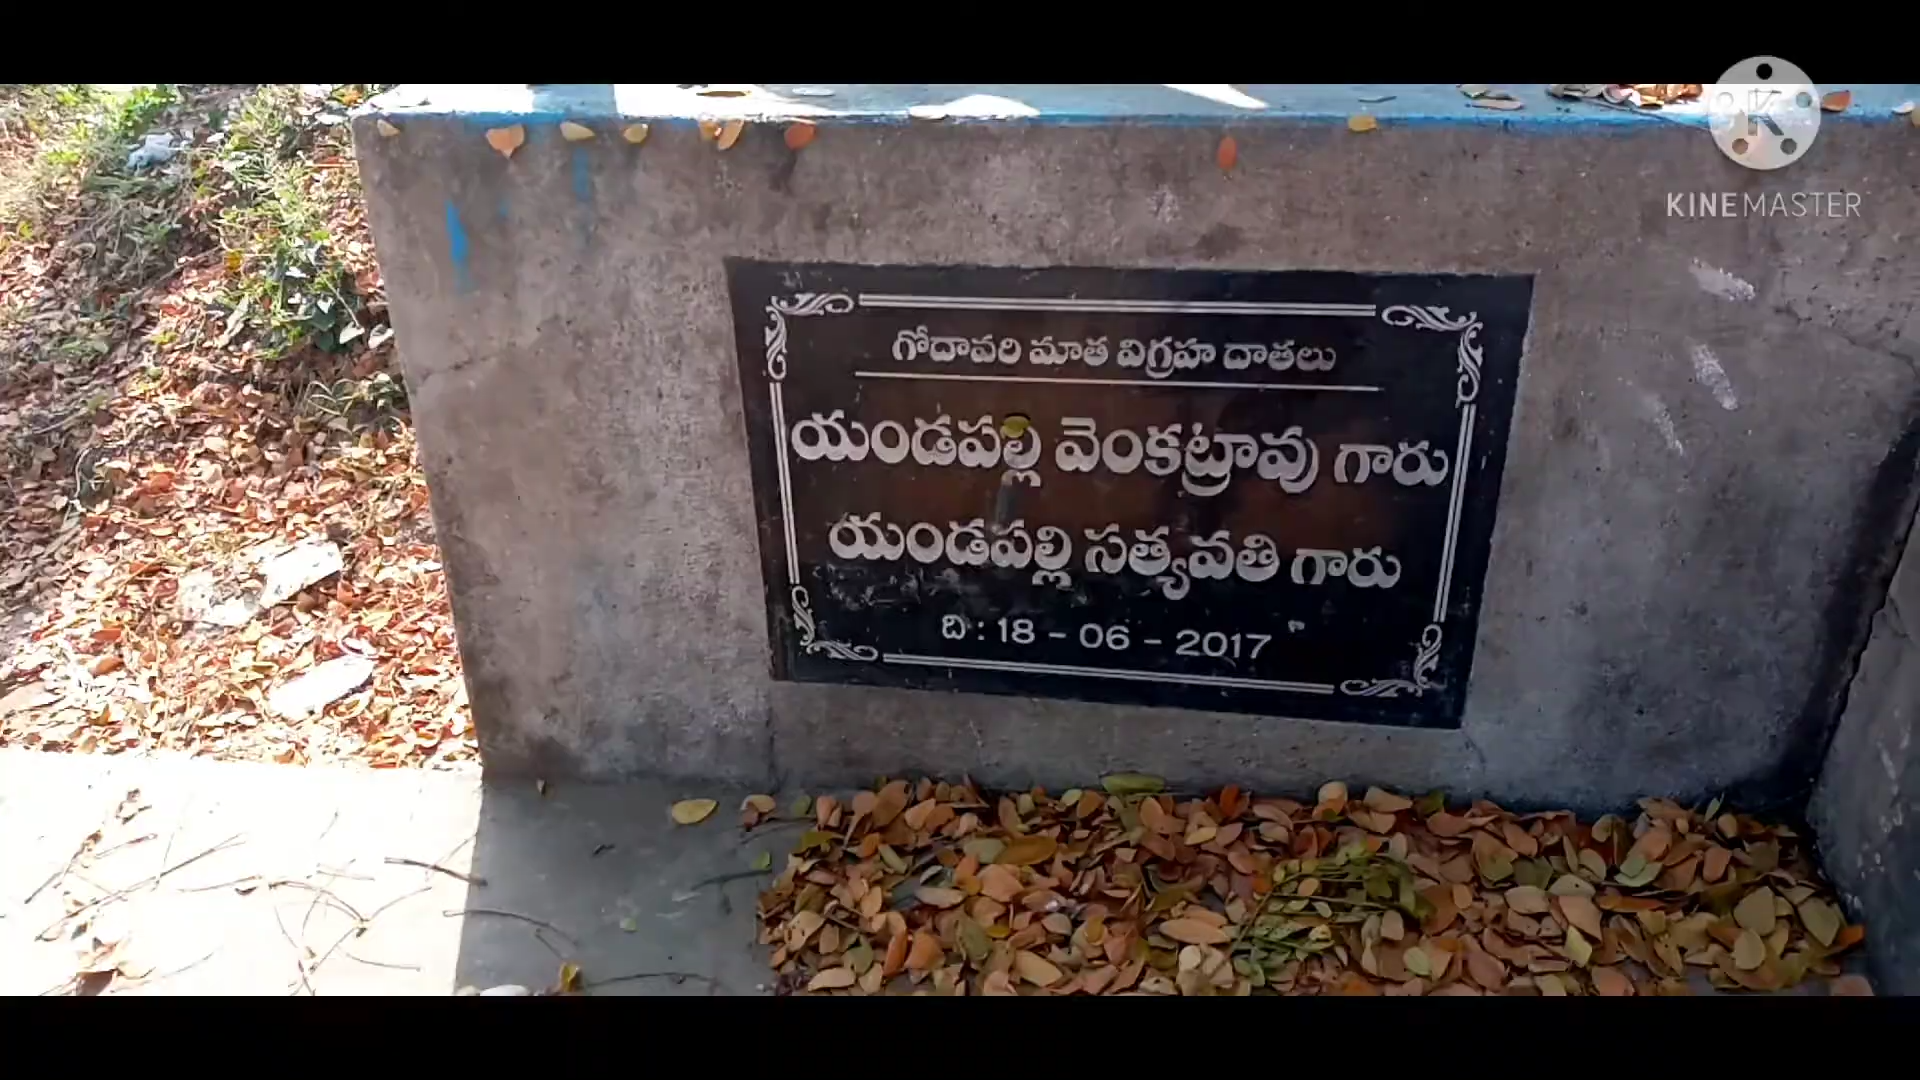 KINEMASTER
గోదావరి మాత విగ్రహ దాతలు
యండపల్లి వెంకట్రావు గారు
యండపల్లి సత్యవతి గారు
ది : 18 - 06 - 2017